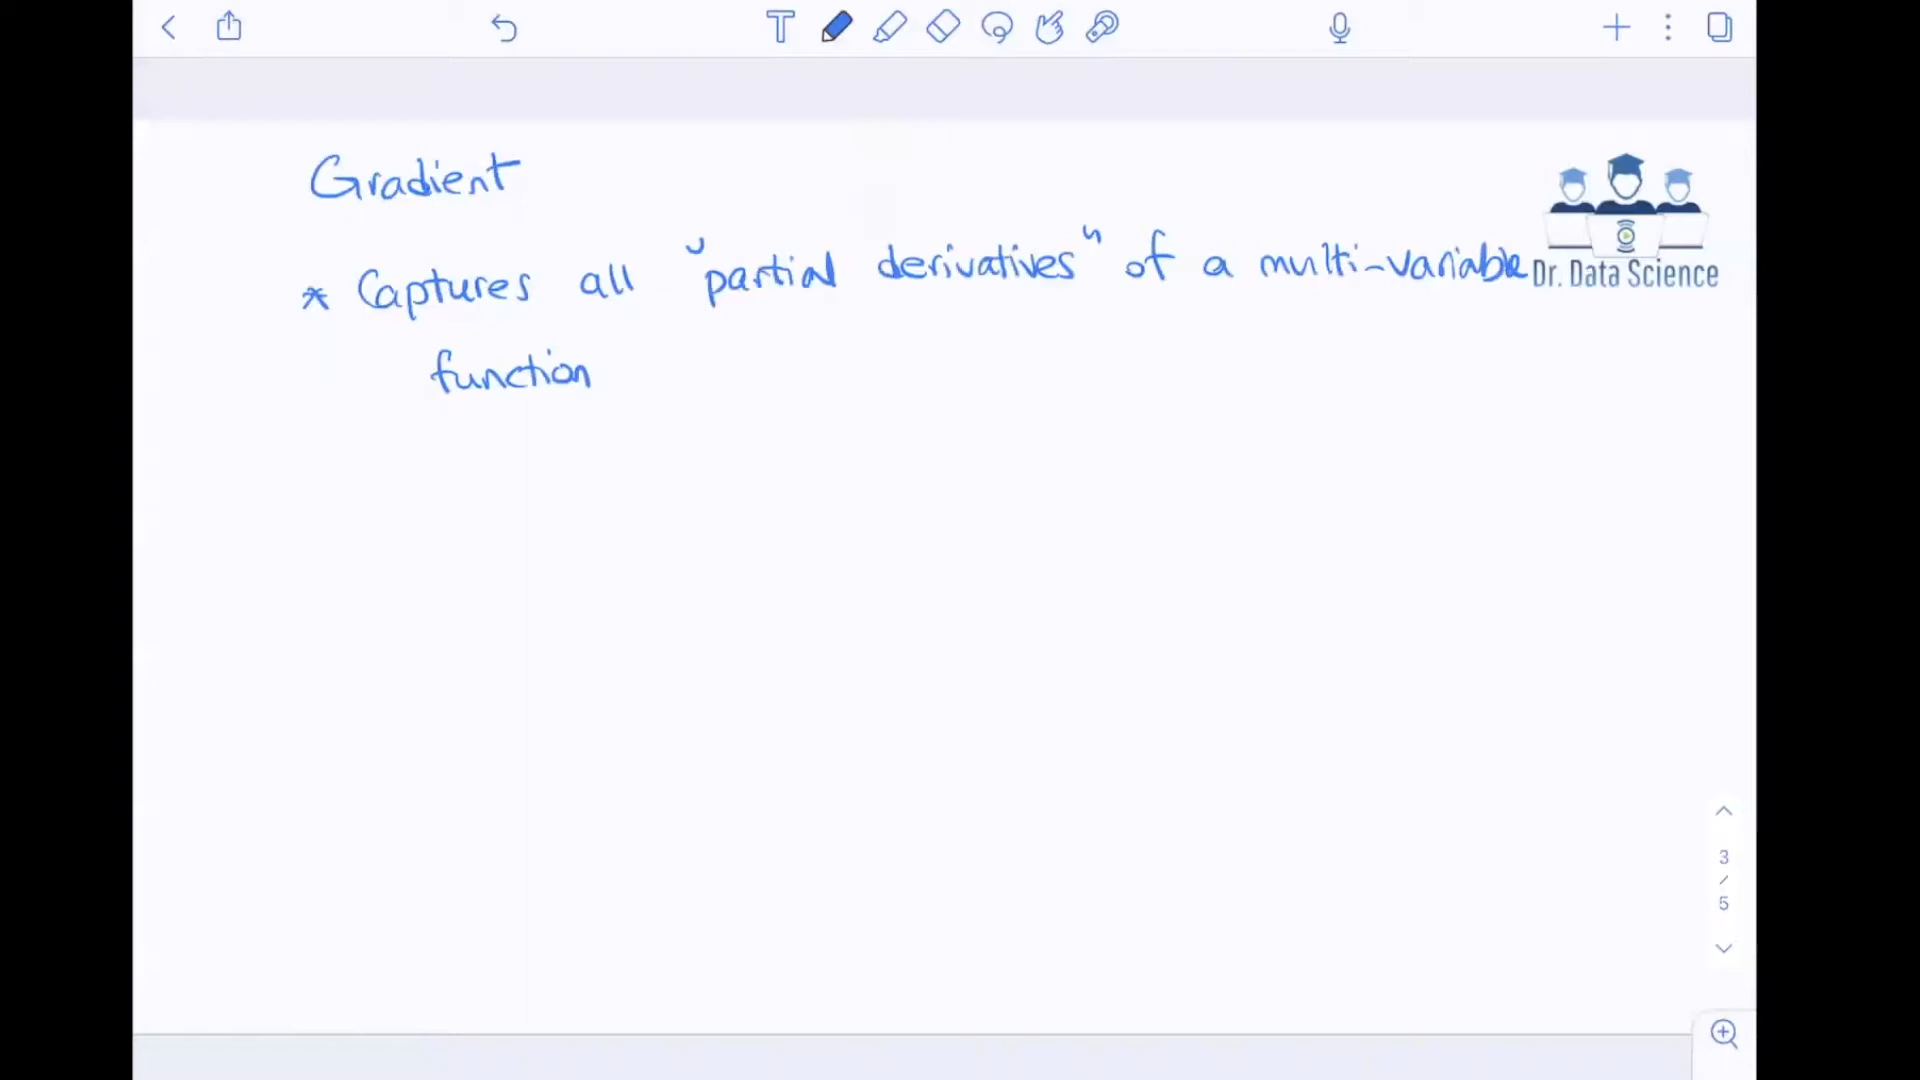 Gradient
* Captures all "partial derivatives" of a multi-variable
function
Dr. Data Science
3
/
5